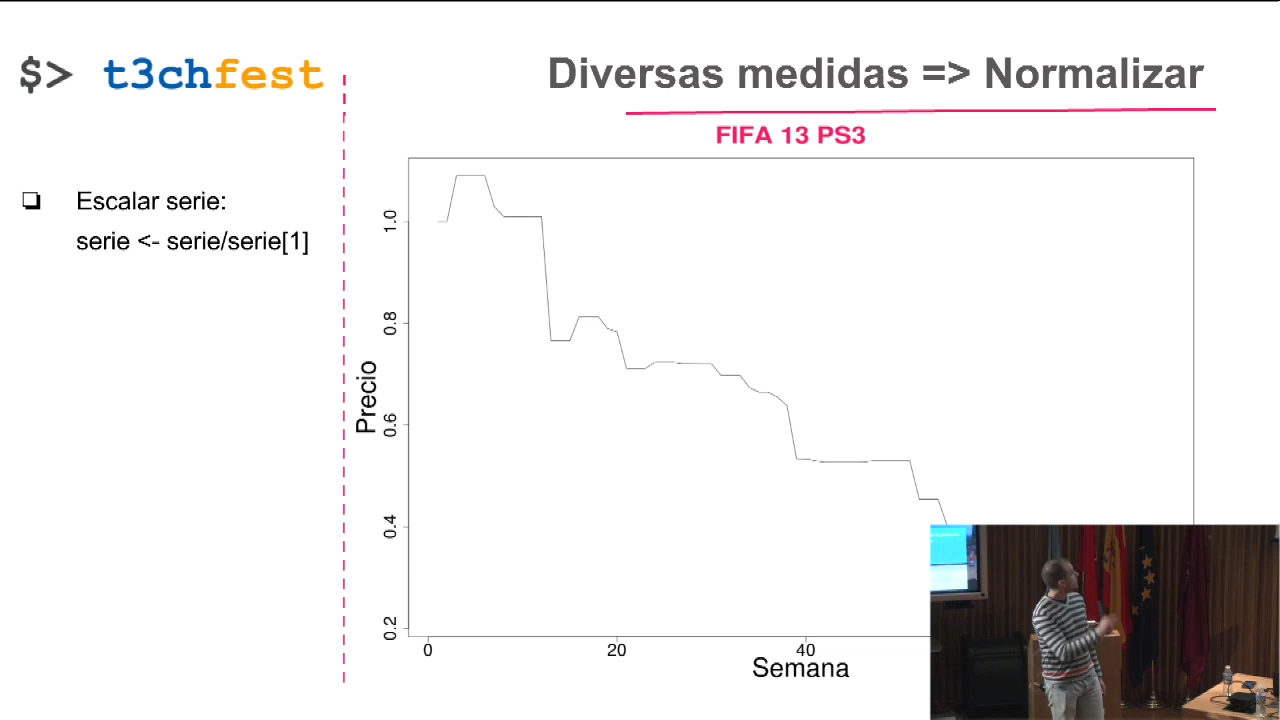 $> t3chfest
Diversas medidas => Normalizar
FIFA 13 PS3
❏ Escalar serie:
serie <- serie/serie[1]
Precio
1.0
0.8
0.6
0.4
0.2
0 20 40
Semana